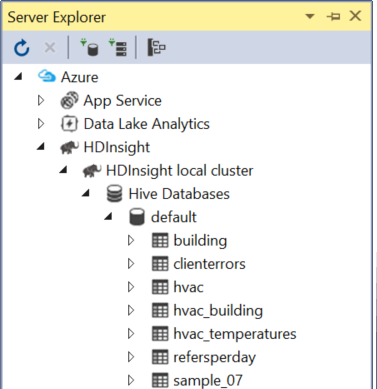 Server Explorer
Azure
App Service
Data Lake Analytics
HDInsight
HDInsight local cluster
Hive Databases
default
building
clienterrors
hvac
hvac_building
hvac_temperatures
refersperday
sample_07